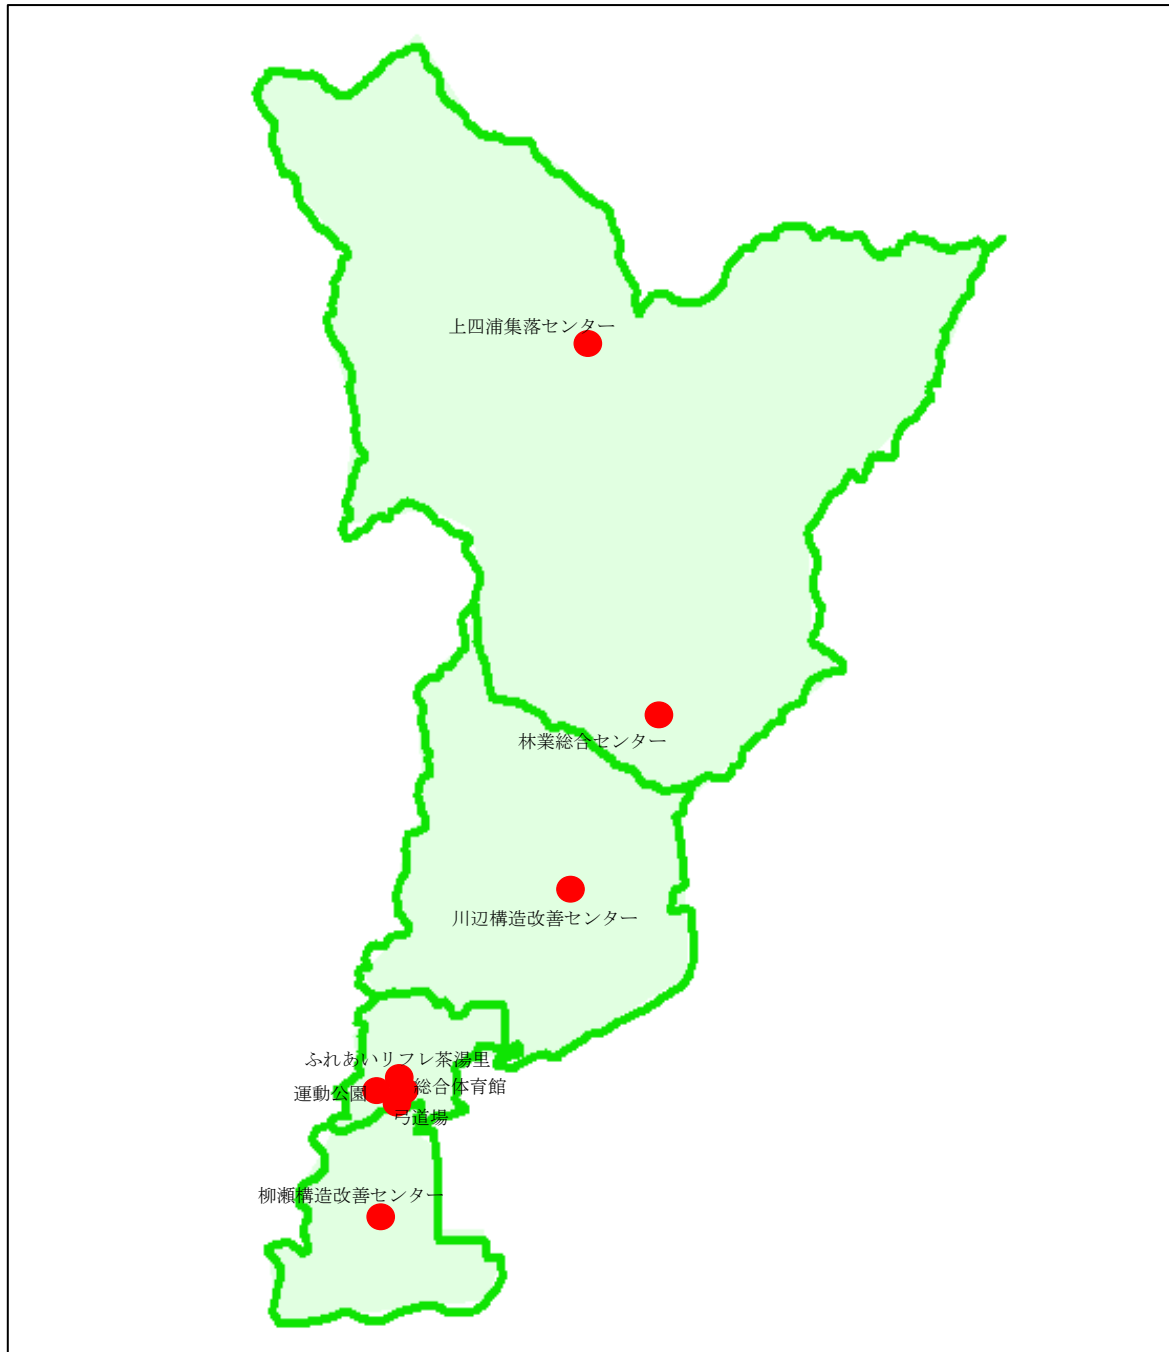 上四浦集落センター
林業総合センター
川辺構造改善センター
ふれあいリフレ茶湯里
総合体育館
運動公園
弓道場
柳瀬構造改善センター